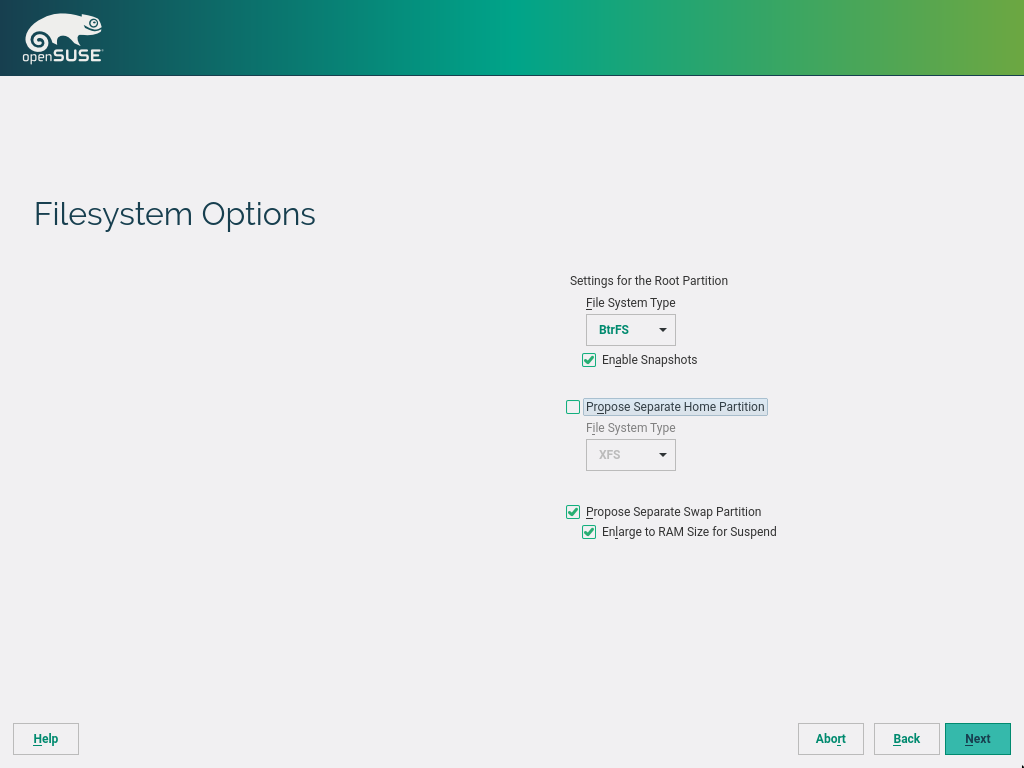 openSUSE
Filesystem Options
Settings for the Root Partition
File System Type
BtrFS
Enable Snapshots
Propose Separate Home Partition
File System Type
XFS
Propose Separate Swap Partition
Enlarge to RAM Size for Suspend
Help
Abort
Back
Next